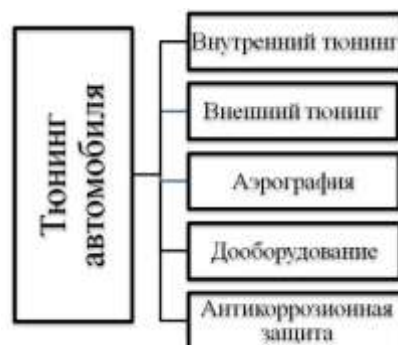 Тюнинг
автомобиля
Внутренний тюнинг
Внешний тюнинг
Аэрография
Дооборудование
Антикоррозионная
защита